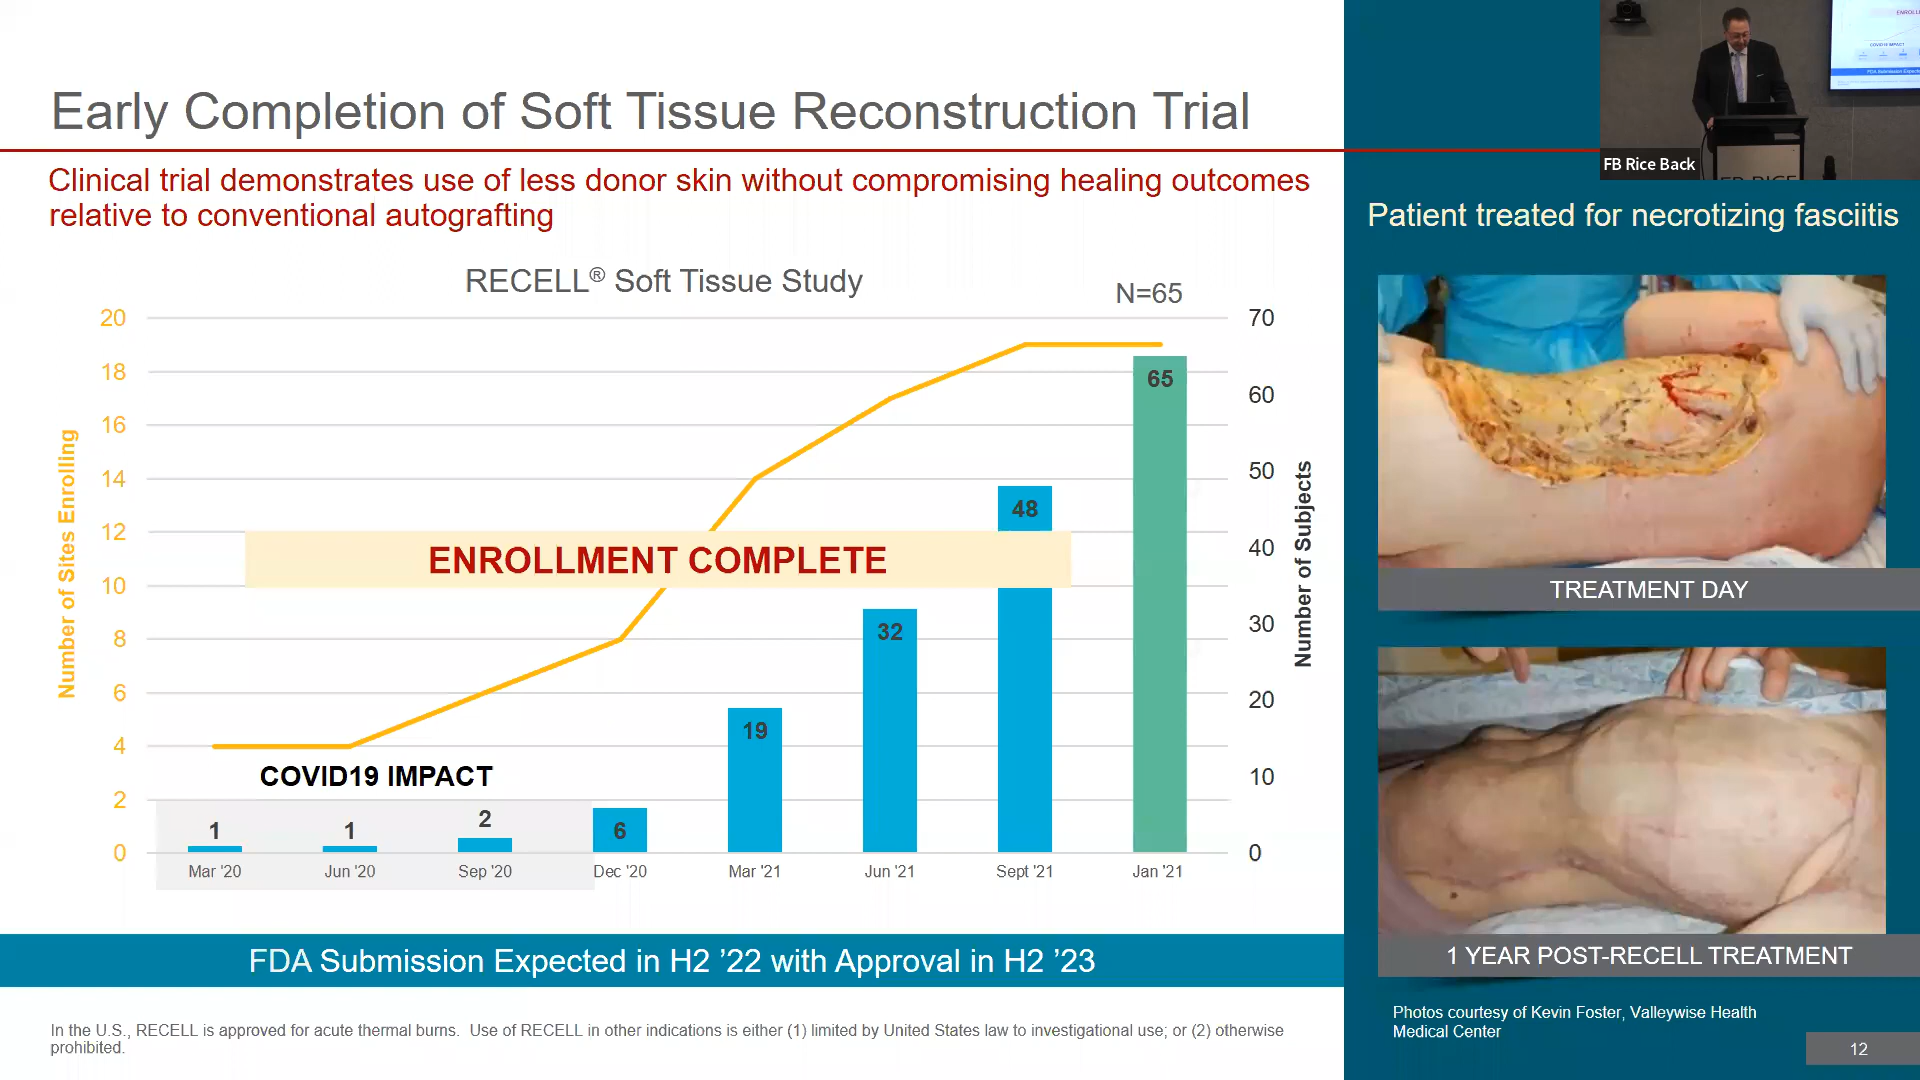 Early Completion of Soft Tissue Reconstruction Trial
Clinical trial demonstrates use of less donor skin without compromising healing outcomes
relative to conventional autografting
RECELL® Soft Tissue Study
N=65
Number of Sites Enrolling
20
18
16
14
12
10
8
6
4
2
0
70
60
50
40
30
20
10
0
Number of Subjects
ENROLLMENT COMPLETE
COVID19 IMPACT
1
1
2
6
19
32
48
65
Mar '20
Jun '20
Sep '20
Dec '20
Mar '21
Jun '21
Sept '21
Jan '21
FDA Submission Expected in H2 ’22 with Approval in H2 ’23
In the U.S., RECELL is approved for acute thermal burns. Use of RECELL in other indications is either (1) limited by United States law to investigational use; or (2) otherwise
prohibited.
FB Rice Back
Patient treated for necrotizing fasciitis
TREATMENT DAY
1 YEAR POST-RECELL TREATMENT
Photos courtesy of Kevin Foster, Valleywise Health
Medical Center
12